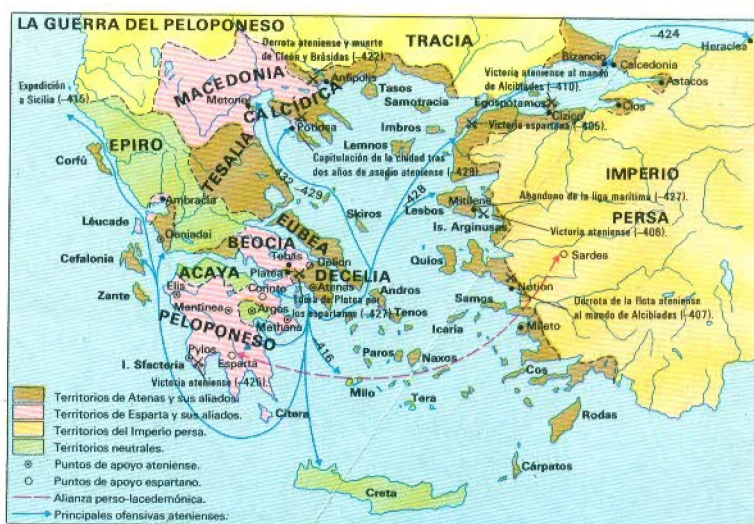 LA GUERRA DEL PELOPONESO
Derrota ateniense y muerte
de Cleón y Brásidas (–422).
TRACIA
–424
Heraclea
Bizancio
Calcedonia
Astacos
MACEDONIA
Metone
Anfípolis
Tasos
Samotracia
Victoria ateniense al mando
de Alcibíades
(–410).
Expedición
a Sicilia (–415).
CALCÍDICA
Potidea
Imbros
Egospótamos
Cízico
Cíos
Victoria espartana (–405).
EPIRO
Corfú
TESALIA
Lemnos
Capitulación de la ciudad tras
dos años de asedio ateniense (–429).
IMPERIO
PERSA
–432
–429
–428
Ambracia
Léucade
Oeniadai
Skiros
Mitilene
Lesbos
Abandono de la liga marítima (–427).
Is. Arginusas
Victoria ateniense (–406).
EUBEA
BEOCIA
Cefalonia
Tebas
Delion
Platea
DECELIA
Quíos
Sardes
ACAYA
Corinto
Atenas
Andros
Zante
Elis
Mantinea
Argos
Toma de Platea por
los espartanos (–427).
Tenos
Samos
Notion
Derrota de la flota ateniense
al mando de Alcibíades (–407).
PELOPONESO
Methana
Icaria
Mileto
–416
Pylos
Esparta
Paros
Naxos
I. Sfacteria
Victoria ateniense (–425).
Milo
Tera
Cos
Citera
Rodas
Cárpatos
Creta
Territorios de Atenas y sus aliados.
Territorios de Esparta y sus aliados.
Territorios del Imperio persa.
Territorios neutrales.
Puntos de apoyo ateniense.
Puntos de apoyo espartano.
Alianza perso-lacedemónica.
Principales ofensivas atenienses.